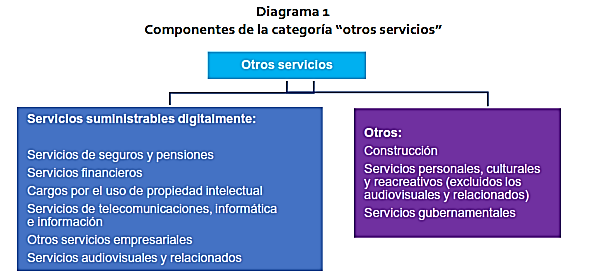 Diagrama 1
Componentes de la categoría “otros servicios”
Otros servicios
Servicios suministrables digitalmente:
Servicios de seguros y pensiones
Servicios financieros
Cargos por el uso de propiedad intelectual
Servicios de telecomunicaciones, informática
e información
Otros servicios empresariales
Servicios audiovisuales y relacionados
Otros:
Construcción
Servicios personales, culturales
y reacreativos (excluidos los
audiovisuales y relacionados)
Servicios gubernamentales